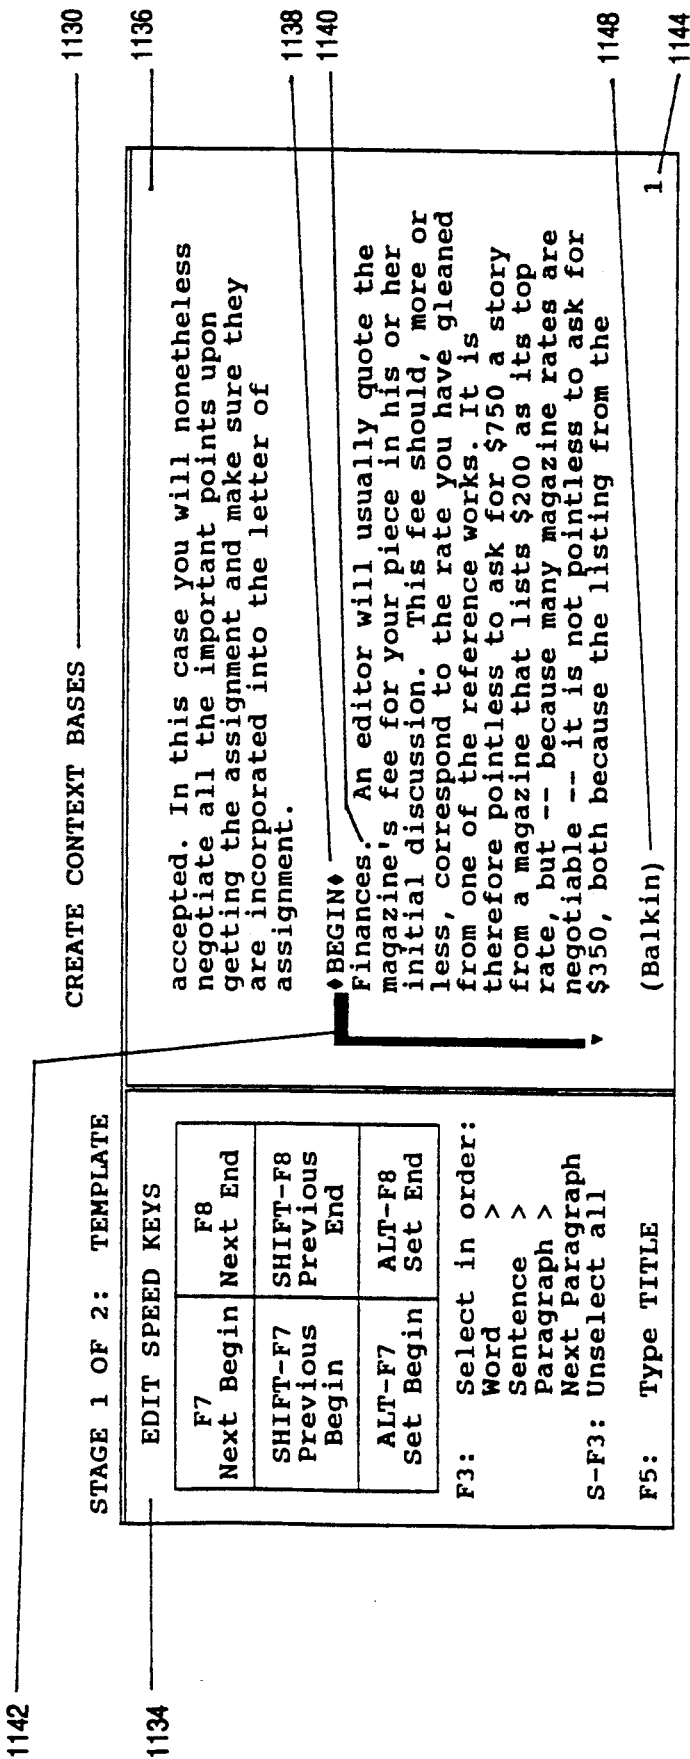 CREATE CONTEXT BASES
1130
STAGE 1 OF 2: TEMPLATE
1142
1134
EDIT SPEED KEYS
F7
Next Begin
F8
Next End
SHIFT-F7
Previous
Begin
SHIFT-F8
Previous
End
ALT-F7
Set Begin
ALT-F8
Set End
F3: Select in order:
Word >
Sentence >
Paragraph >
Next Paragraph
S-F3: Unselect all
F5: Type TITLE
1136
accepted. In this case you will nonetheless
negotiate all the important points upon
getting the assignment and make sure they
are incorporated into the letter of
assignment.
♦BEGIN♦
1138
1140
Finances. An editor will usually quote the
magazine's fee for your piece in his or her
initial discussion. This fee should, more or
less, correspond to the rate you have gleaned
from one of the reference works. It is
therefore pointless to ask for $750 a story
from a magazine that lists $200 as its top
rate, but -- because many magazine rates are
negotiable -- it is not pointless to ask for
$350, both because the listing from the
(Balkin)
1
1148
1144